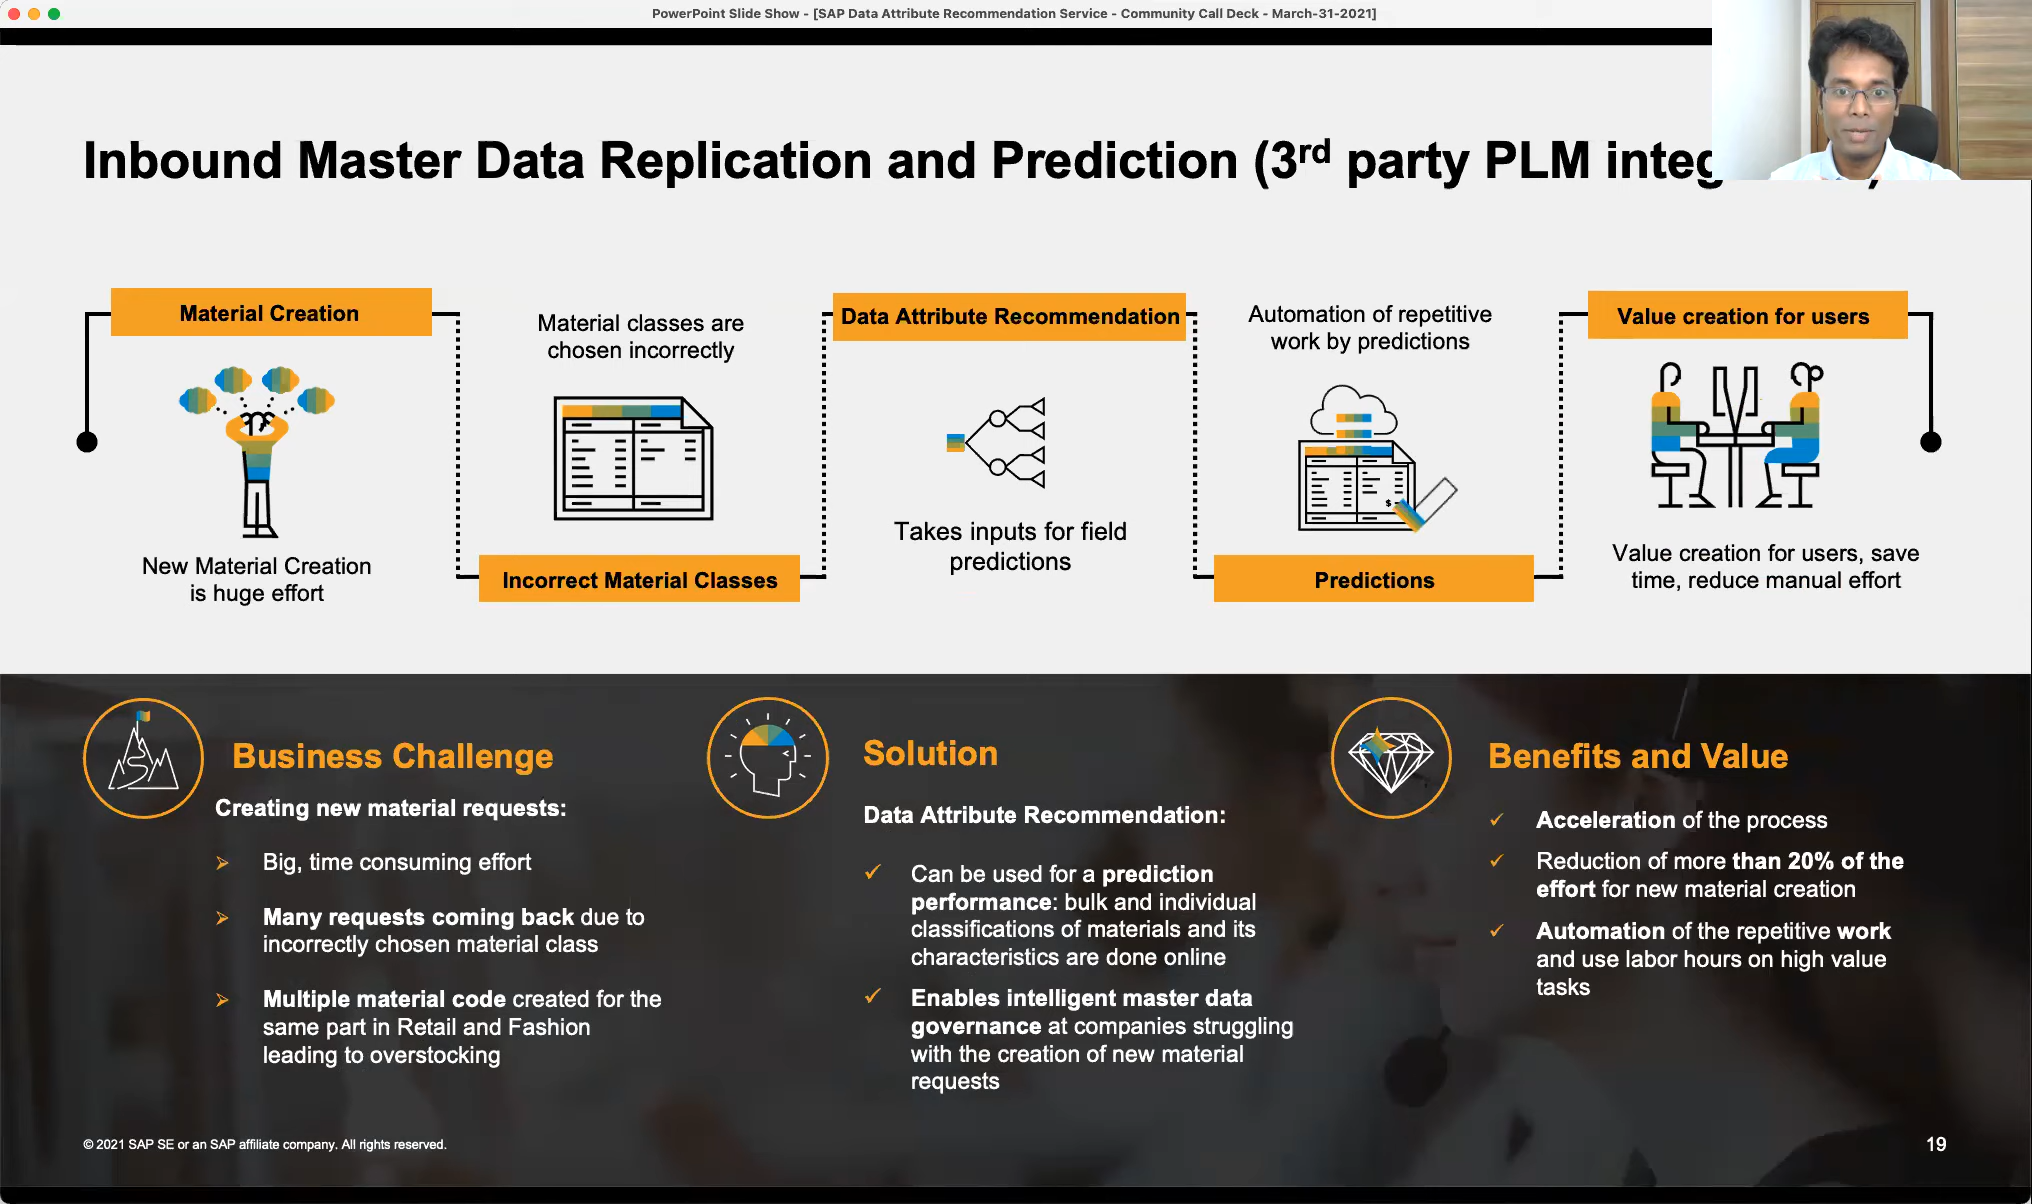 PowerPoint Slide Show - [SAP Data Attribute Recommendation Service - Community Call Deck - March-31-2021]
Inbound Master Data Replication and Prediction (3rd party PLM integ
Material Creation
New Material Creation
is huge effort
Material classes are
chosen incorrectly
Incorrect Material Classes
Data Attribute Recommendation
Takes inputs for field
predictions
Automation of repetitive
work by predictions
$
Predictions
Value creation for users
Value creation for users, save
time, reduce manual effort
Business Challenge
Creating new material requests:
Big, time consuming effort
Many requests coming back due to
incorrectly chosen material class
Multiple material code created for the
same part in Retail and Fashion
leading to overstocking
Solution
Data Attribute Recommendation:
Can be used for a prediction
performance: bulk and individual
classifications of materials and its
characteristics are done online
Enables intelligent master data
governance at companies struggling
with the creation of new material
requests
Benefits and Value
Acceleration of the process
Reduction of more than 20% of the
effort for new material creation
Automation of the repetitive work
and use labor hours on high value
tasks
© 2021 SAP SE or an SAP affiliate company. All rights reserved.
19